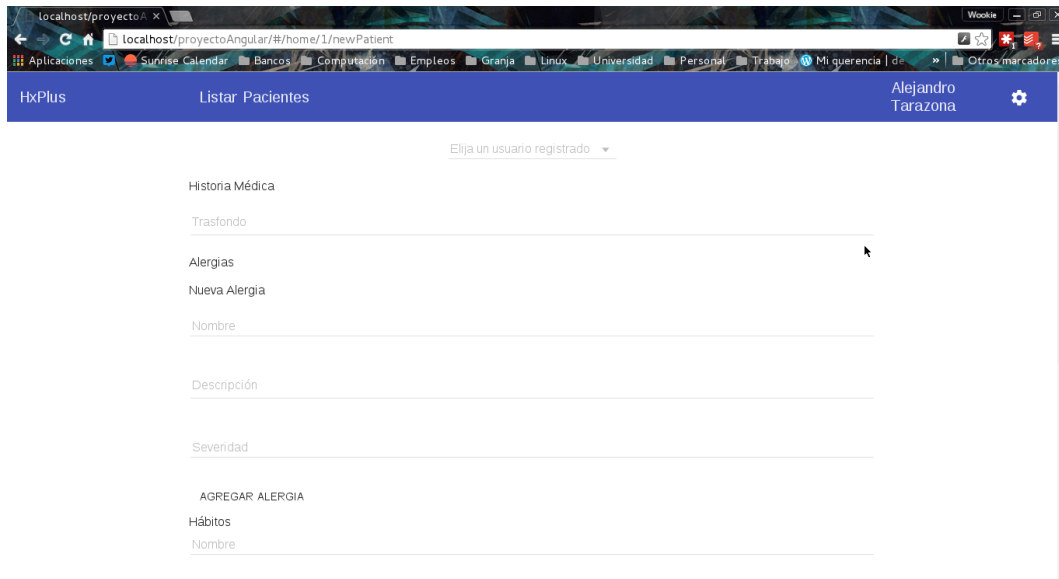 localhost/proyectoA
Wookie
localhost/proyectoAngular/#/home/1/newPatient
1
?
Aplicaciones Sunrise Calendar Bancos Computación Empleos Granja Linux Universidad Personal Trabajo Mi querencia | de » Otros marcadores
HxPlus Listar Pacientes Alejandro
Tarazona
Elija un usuario registrado
Historia Médica
Trasfondo
Alergias
Nueva Alergia
Nombre
Descripción
Severidad
AGREGAR ALERGIA
Hábitos
Nombre